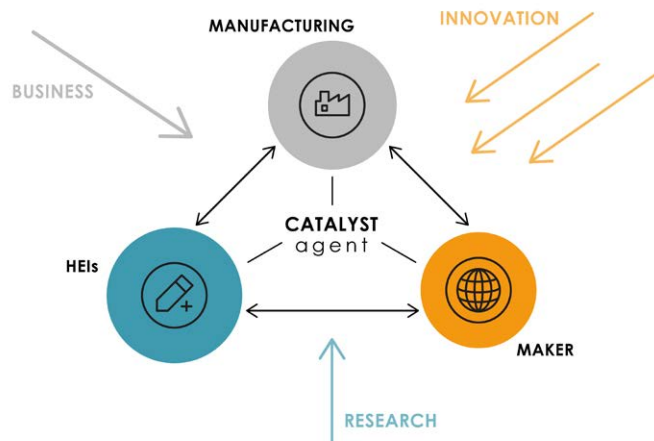 MANUFACTURING
INNOVATION
BUSINESS
CATALYST
agent
HEIs
MAKER
RESEARCH